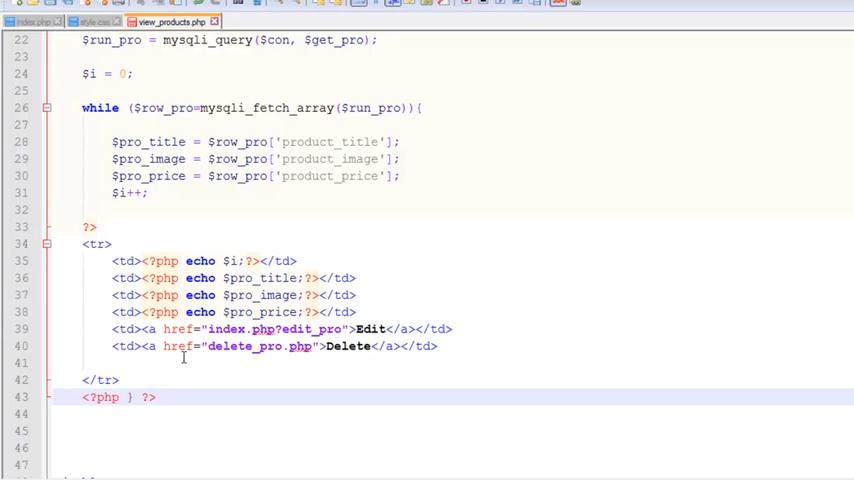 index.php style.css view_products.php
22 $run_pro = mysqli_query($con, $get_pro);
23
24 $i = 0;
25
26 while ($row_pro=mysqli_fetch_array($run_pro)){
27
28 $pro_title = $row_pro['product_title'];
29 $pro_image = $row_pro['product_image'];
30 $pro_price = $row_pro['product_price'];
31 $i++;
32
33 ?>
34 <tr>
35 <td><?php echo $i;?></td>
36 <td><?php echo $pro_title;?></td>
37 <td><?php echo $pro_image;?></td>
38 <td><?php echo $pro_price;?></td>
39 <td><a href="index.php?edit_pro">Edit</a></td>
40 <td><a href="delete_pro.php">Delete</a></td>
41
42 </tr>
43 <?php } ?>
44
45
46
47